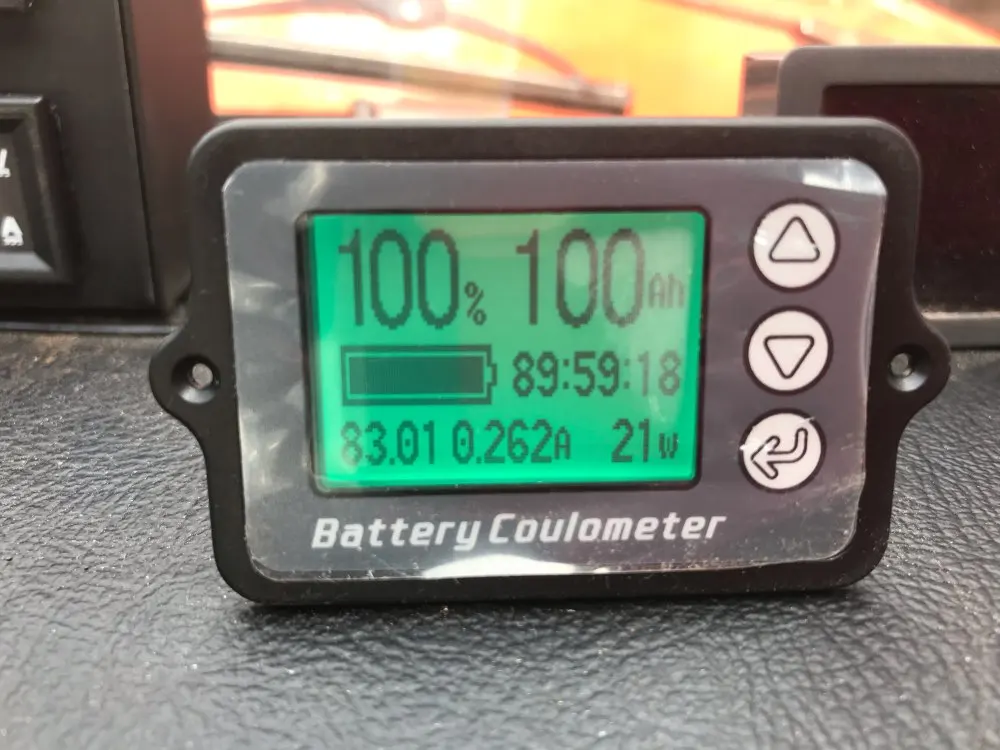 100% 100Ah
89:59:18
83.01 0.262A 21W
Battery Coulometer